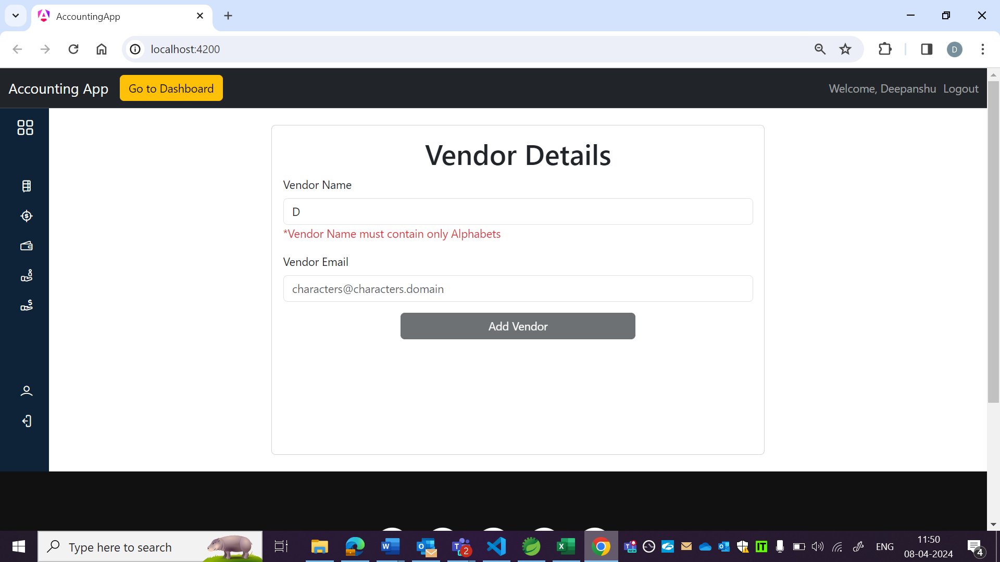 AccountingApp
localhost:4200
D
Accounting App
Go to Dashboard
Welcome, Deepanshu
Logout
Vendor Details
Vendor Name
D
*Vendor Name must contain only Alphabets
Vendor Email
characters@characters.domain
Add Vendor
Type here to search
2
ENG
11:50
08-04-2024
4